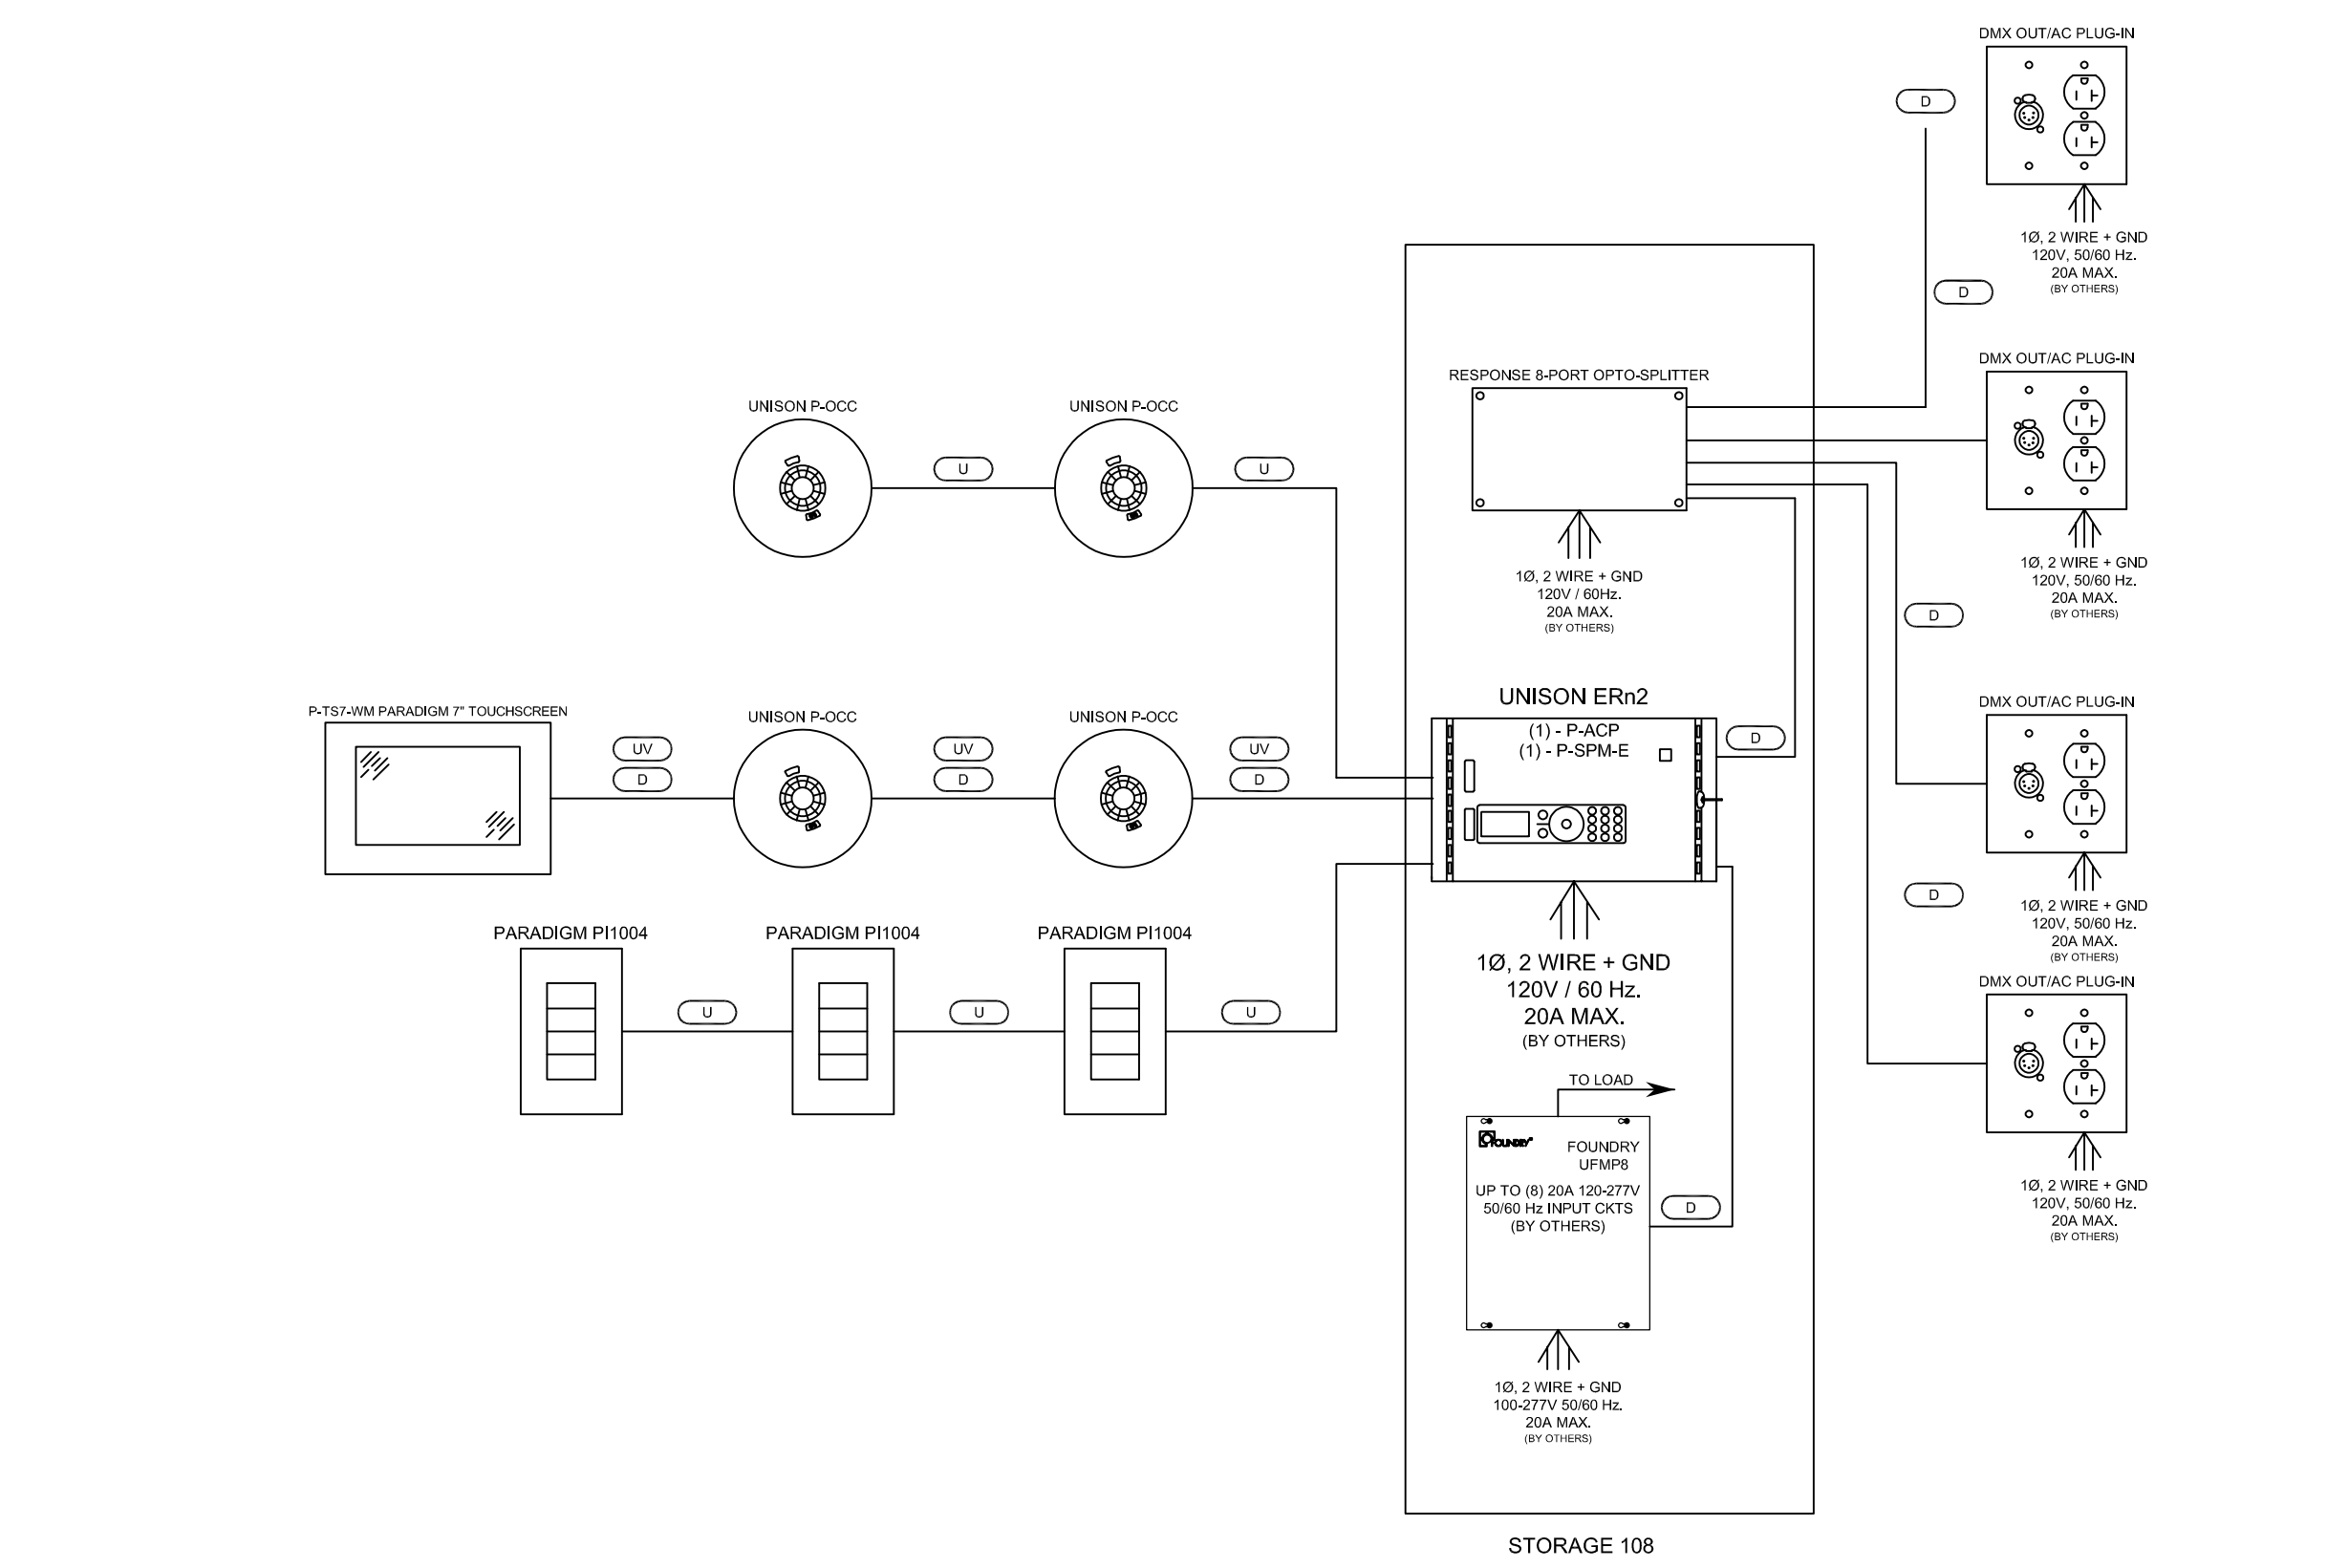 DMX OUT/AC PLUG-IN
D
1Ø, 2 WIRE + GND
120V, 50/60 Hz.
20A MAX.
(BY OTHERS)
D
RESPONSE 8-PORT OPTO-SPLITTER
DMX OUT/AC PLUG-IN
1Ø, 2 WIRE + GND
120V, 50/60 Hz.
20A MAX.
(BY OTHERS)
UNISON P-OCC
UNISON P-OCC
U
U
1Ø, 2 WIRE + GND
120V / 60Hz.
20A MAX.
(BY OTHERS)
D
P-TS7-WM PARADIGM 7" TOUCHSCREEN
UNISON P-OCC
UNISON P-OCC
UV
D
UV
D
UV
D
UNISON ERn2
(1) - P-ACP
(1) - P-SPM-E
D
DMX OUT/AC PLUG-IN
1Ø, 2 WIRE + GND
120V, 50/60 Hz.
20A MAX.
(BY OTHERS)
D
PARADIGM PI1004
PARADIGM PI1004
PARADIGM PI1004
U
U
U
1Ø, 2 WIRE + GND
120V / 60 Hz.
20A MAX.
(BY OTHERS)
DMX OUT/AC PLUG-IN
1Ø, 2 WIRE + GND
120V, 50/60 Hz.
20A MAX.
(BY OTHERS)
TO LOAD
FOUNDRY
FOUNDRY
UFMP8
UP TO (8) 20A 120-277V
50/60 Hz INPUT CKTS
(BY OTHERS)
D
1Ø, 2 WIRE + GND
100-277V 50/60 Hz.
20A MAX.
(BY OTHERS)
STORAGE 108